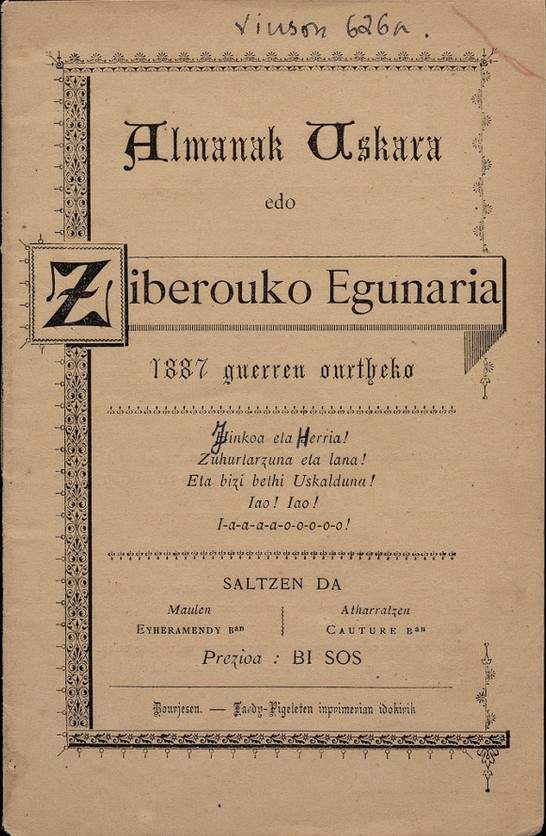 Vinson 626a.
Almanak Uskara
edo
Ziberouko Egunaria
1887 guerren ourtheko
Jinkoa eta Herria!
Zuhurtarzuna eta lana!
Eta bizi bethi Uskalduna!
Iao! Iao!
I-a-a-a-a-o-o-o-o-o!
SALTZEN DA
Maulen
EYHERAMENDY Bᵃⁿ
Atharratzen
CAUTURE Bᵃⁿ
Prezioa : BI SOS
Bourjesen. — Tardy-Pigeleten inprimerian idokirik